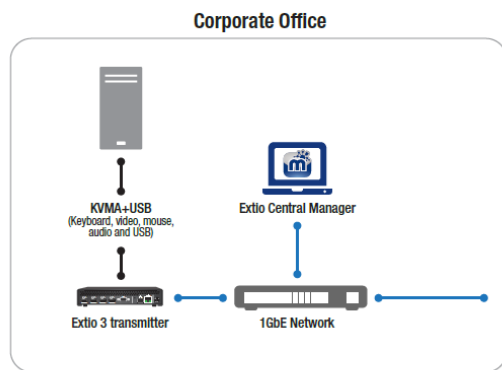 Corporate Office
KVMA+USB
(Keyboard, video, mouse,
audio and USB)
Extio Central Manager
m
Extio 3 transmitter
1GbE Network